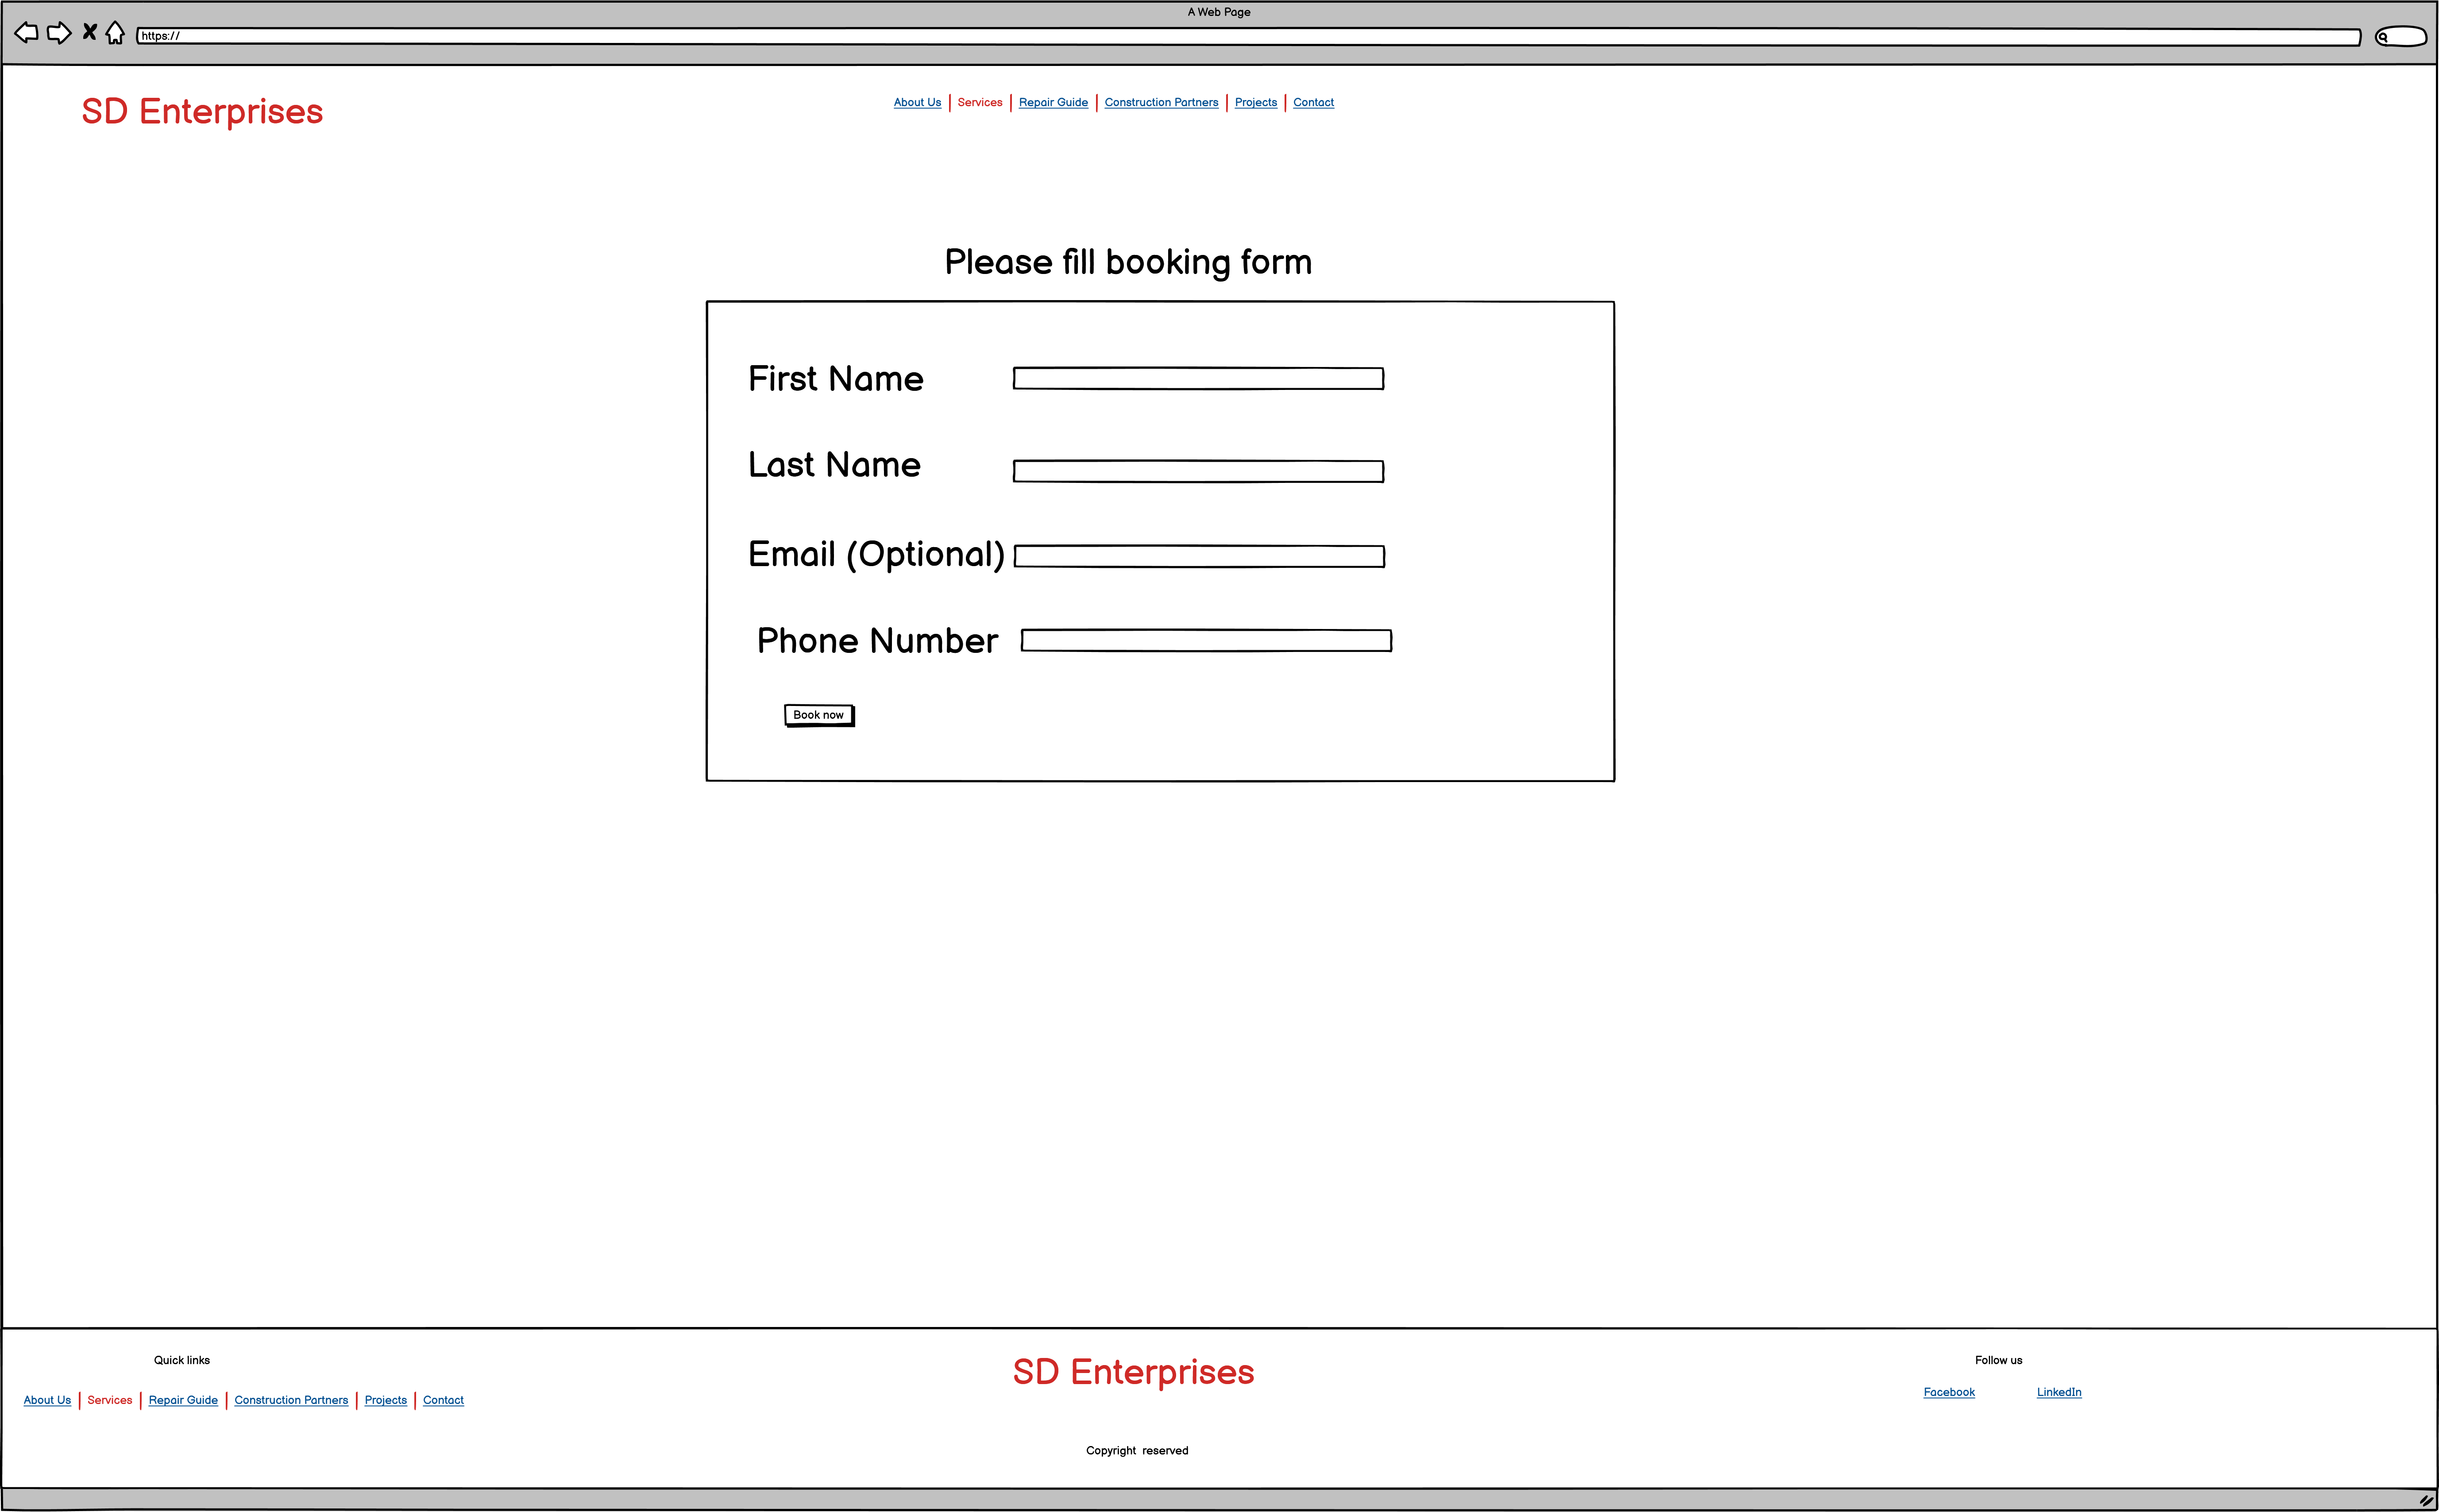 A Web Page
https://
SD Enterprises
About Us | Services | Repair Guide | Construction Partners | Projects | Contact
Please fill booking form
First Name
Last Name
Email (Optional)
Phone Number
Book now
Quick links
SD Enterprises
Follow us
About Us | Services | Repair Guide | Construction Partners | Projects | Contact
Facebook
LinkedIn
Copyright reserved